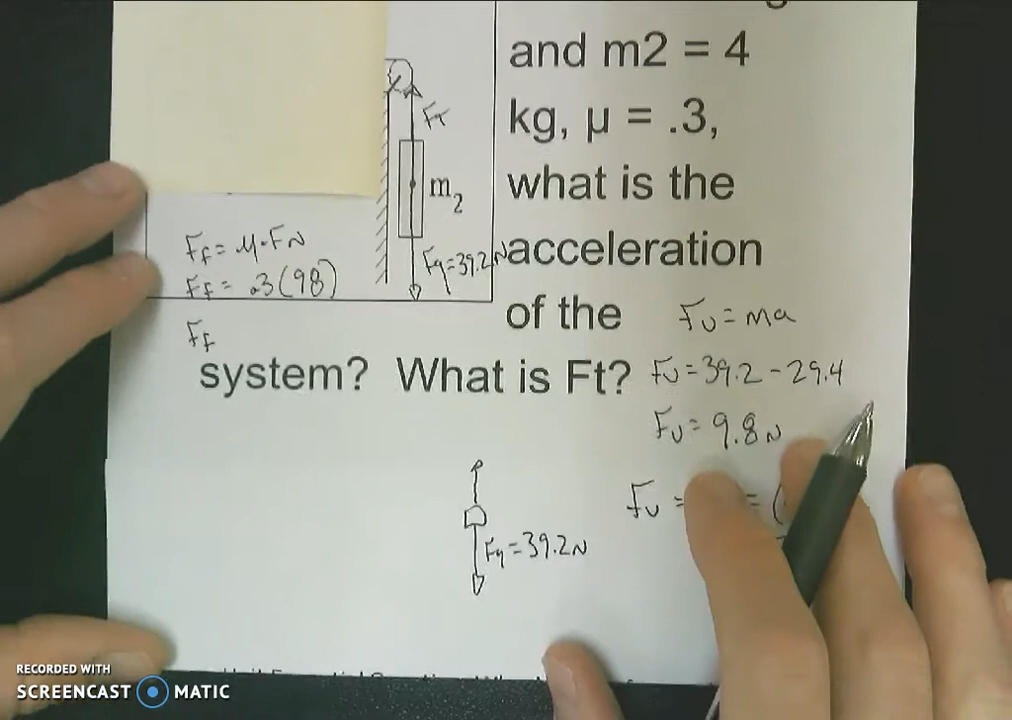 and m2 = 4
kg, μ = .3,
what is the
acceleration
of the
system? What is Ft?
FT
m2
Fg=39.2N
FF = μ·FN
FF = .3(98)
FF
FU = ma
FU = 39.2 - 29.4
FU = 9.8N
FU =
= (
Fg = 39.2N
RECORDED WITH
SCREENCAST MATIC